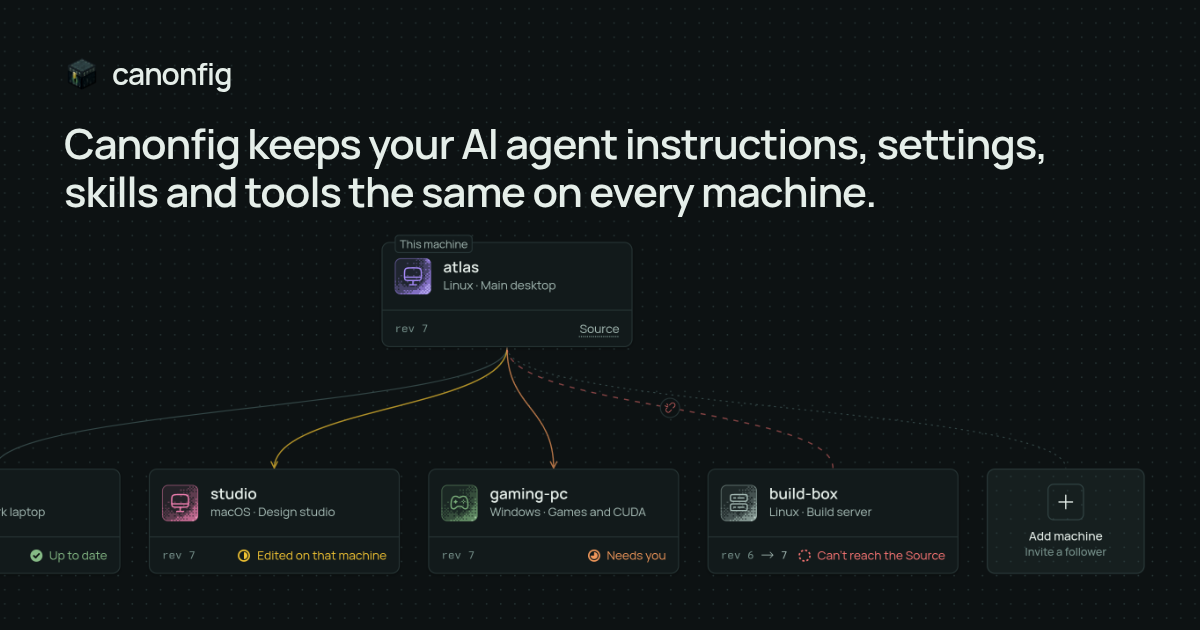 canonfig
Canonfig keeps your AI agent instructions, settings,
skills and tools the same on every machine.
This machine
atlas
Linux · Main desktop
rev 7
Source
laptop
Up to date
studio
macOS · Design studio
rev 7
Edited on that machine
gaming-pc
Windows · Games and CUDA
rev 7
Needs you
build-box
Linux · Build server
rev 6 → 7
Can't reach the Source
Add machine
Invite a follower